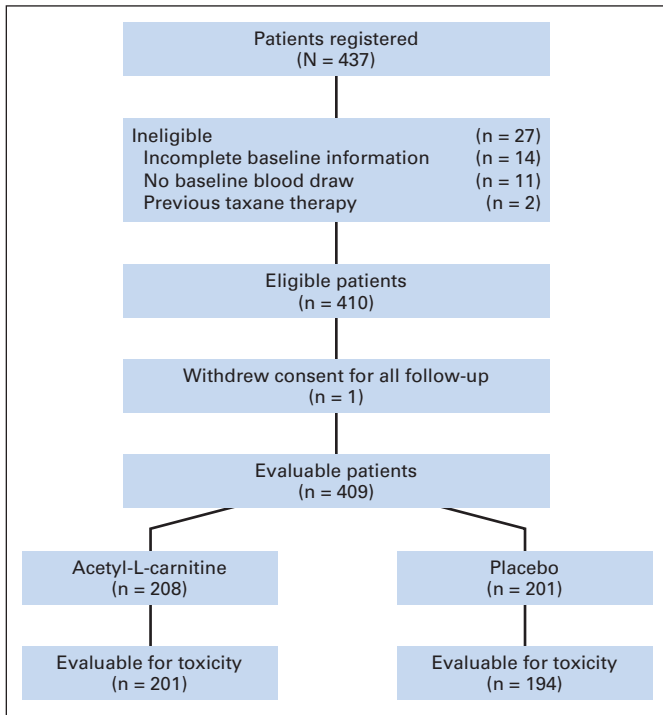 Patients registered
(N = 437)
Ineligible (n = 27)
Incomplete baseline information (n = 14)
No baseline blood draw (n = 11)
Previous taxane therapy (n = 2)
Eligible patients
(n = 410)
Withdrew consent for all follow-up
(n = 1)
Evaluable patients
(n = 409)
Acetyl-L-carnitine
(n = 208)
Placebo
(n = 201)
Evaluable for toxicity
(n = 201)
Evaluable for toxicity
(n = 194)